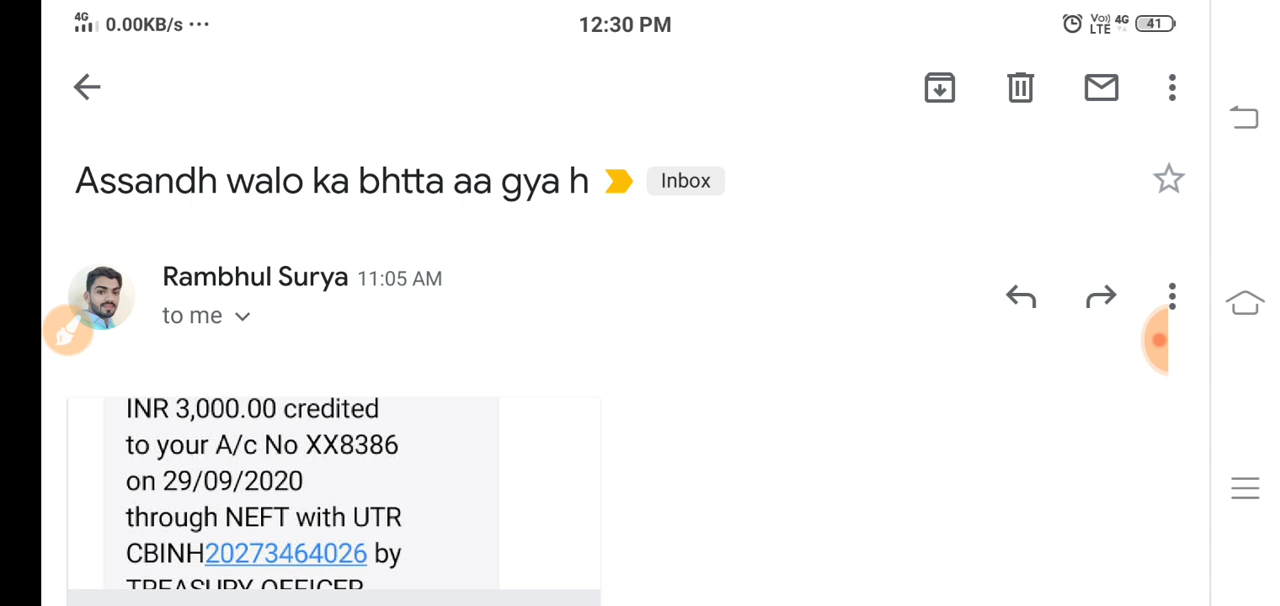 4G 0.00KB/s ... 12:30 PM Vo) LTE 4G 41
Assandh walo ka bhtta aa gya h Inbox
Rambhul Surya 11:05 AM
to me
INR 3,000.00 credited
to your A/c No XX8386
on 29/09/2020
through NEFT with UTR
CBINH20273464026 by
TREASURY OFFICER